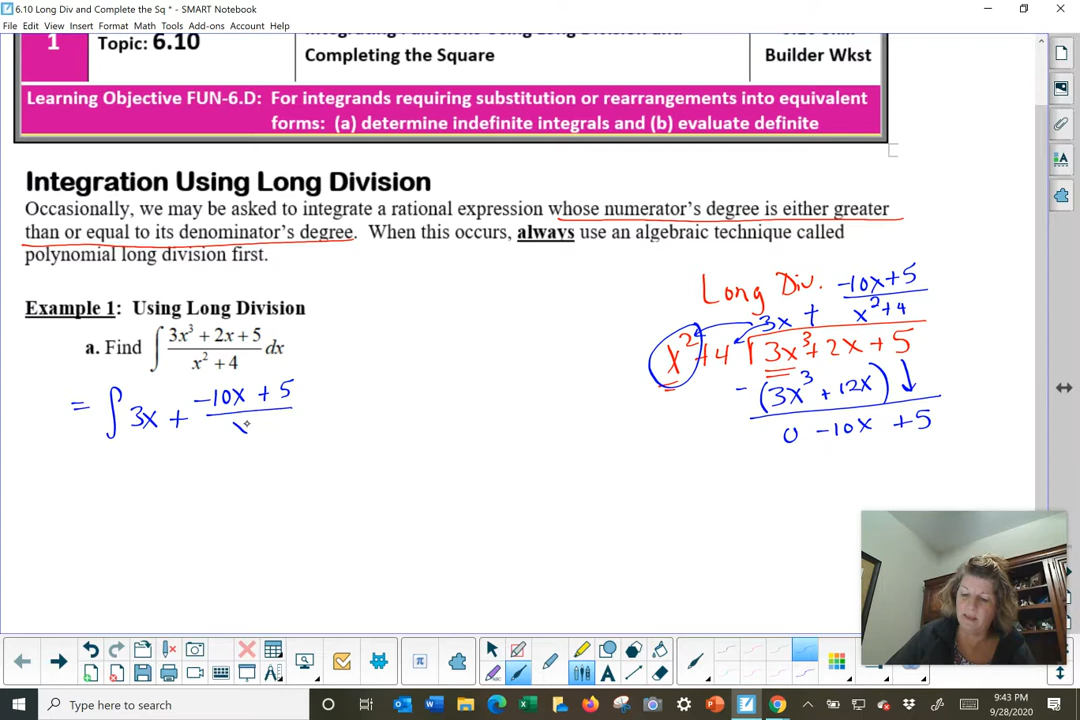 6.10 Long Div and Complete the Sq * - SMART Notebook
File Edit View Insert Format Math Tools Add-ons Account Help
1
Topic: 6.10
Completing the Square
Builder Wkst
Learning Objective FUN-6.D: For integrands requiring substitution or rearrangements into equivalent
forms: (a) determine indefinite integrals and (b) evaluate definite
Integration Using Long Division
Occasionally, we may be asked to integrate a rational expression whose numerator's degree is either greater
than or equal to its denominator's degree. When this occurs, always use an algebraic technique called
polynomial long division first.
Example 1: Using Long Division
a. Find ∫ (3x³ + 2x + 5)/(x² + 4) dx
= ∫ 3x + -10x + 5
Long Div.
3x + (-10x+5)/(x²+4)
x²+4 √ 3x³+2x+5
-(3x³+12x)↓
0 -10x +5
Type here to search
9:43 PM
9/28/2020